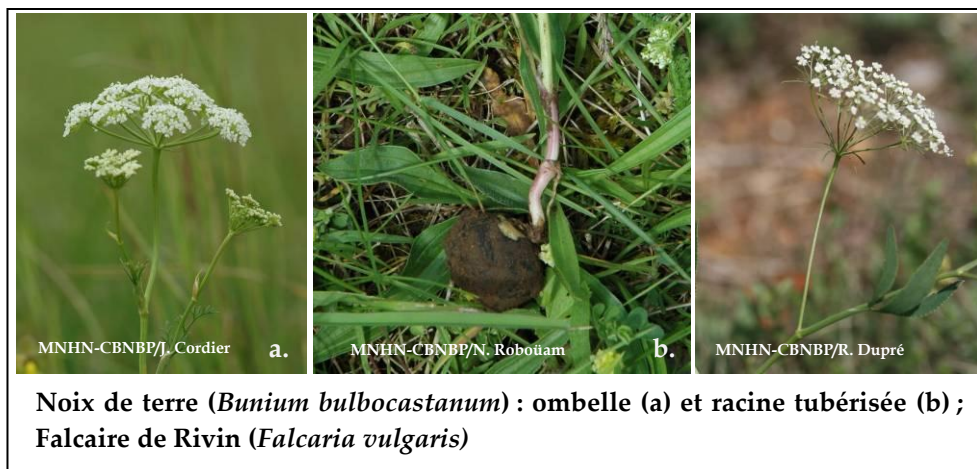 MNHN-CBNBP/J. Cordier a.
MNHN-CBNBP/N. Roboüam b.
MNHN-CBNBP/R. Dupré
Noix de terre (Bunium bulbocastanum) : ombelle (a) et racine tubérisée (b) ;
Falcaire de Rivin (Falcaria vulgaris)